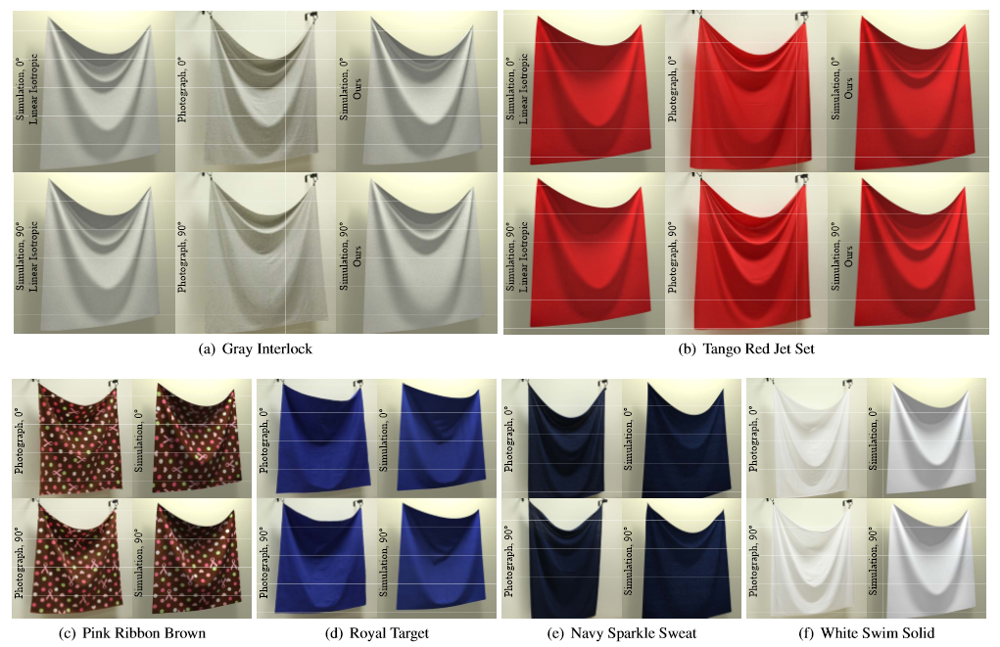 Simulation, 0°
Linear Isotropic
Photograph, 0°
Simulation, 0°
Ours
Simulation, 0°
Linear Isotropic
Photograph, 0°
Simulation, 0°
Ours
Simulation, 90°
Linear Isotropic
Photograph, 90°
Simulation, 90°
Ours
Simulation, 90°
Linear Isotropic
Photograph, 90°
Simulation, 90°
Ours
(a) Gray Interlock
(b) Tango Red Jet Set
Photograph, 0°
Simulation, 0°
Photograph, 0°
Simulation, 0°
Photograph, 0°
Simulation, 0°
Photograph, 0°
Simulation, 0°
Photograph, 90°
Simulation, 90°
Photograph, 90°
Simulation, 90°
Photograph, 90°
Simulation, 90°
Photograph, 90°
Simulation, 90°
(c) Pink Ribbon Brown
(d) Royal Target
(e) Navy Sparkle Sweat
(f) White Swim Solid